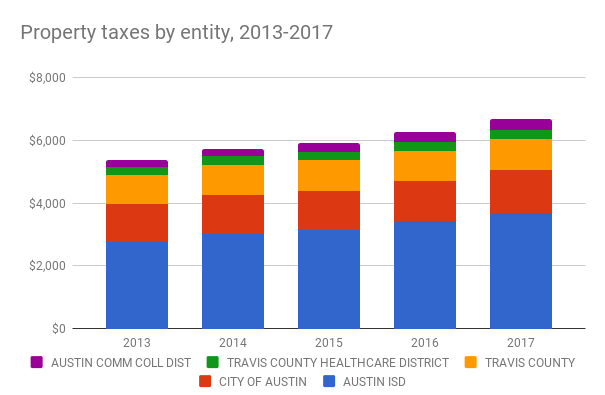 Property taxes by entity, 2013-2017
$8,000
$6,000
$4,000
$2,000
$0
2013 2014 2015 2016 2017
AUSTIN COMM COLL DIST TRAVIS COUNTY HEALTHCARE DISTRICT TRAVIS COUNTY
CITY OF AUSTIN AUSTIN ISD